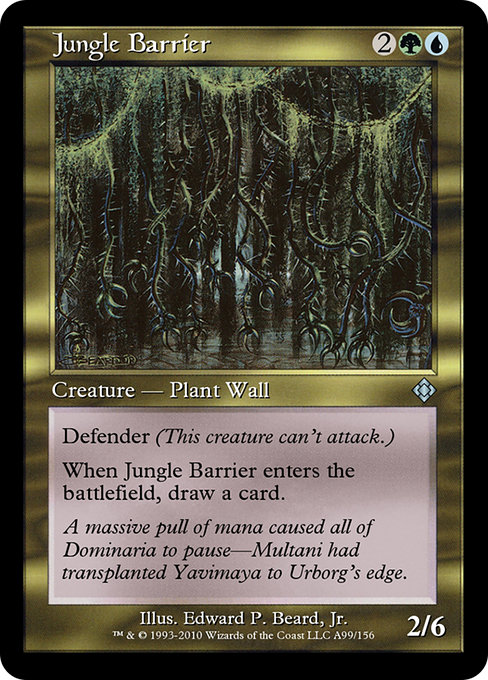 Jungle Barrier 2
Creature — Plant Wall
Defender (This creature can't attack.)
When Jungle Barrier enters the
battlefield, draw a card.
A massive pull of mana caused all of
Dominaria to pause—Multani had
transplanted Yavimaya to Urborg's edge.
Illus. Edward P. Beard, Jr.
™ & © 1993-2010 Wizards of the Coast LLC A99/156
2/6